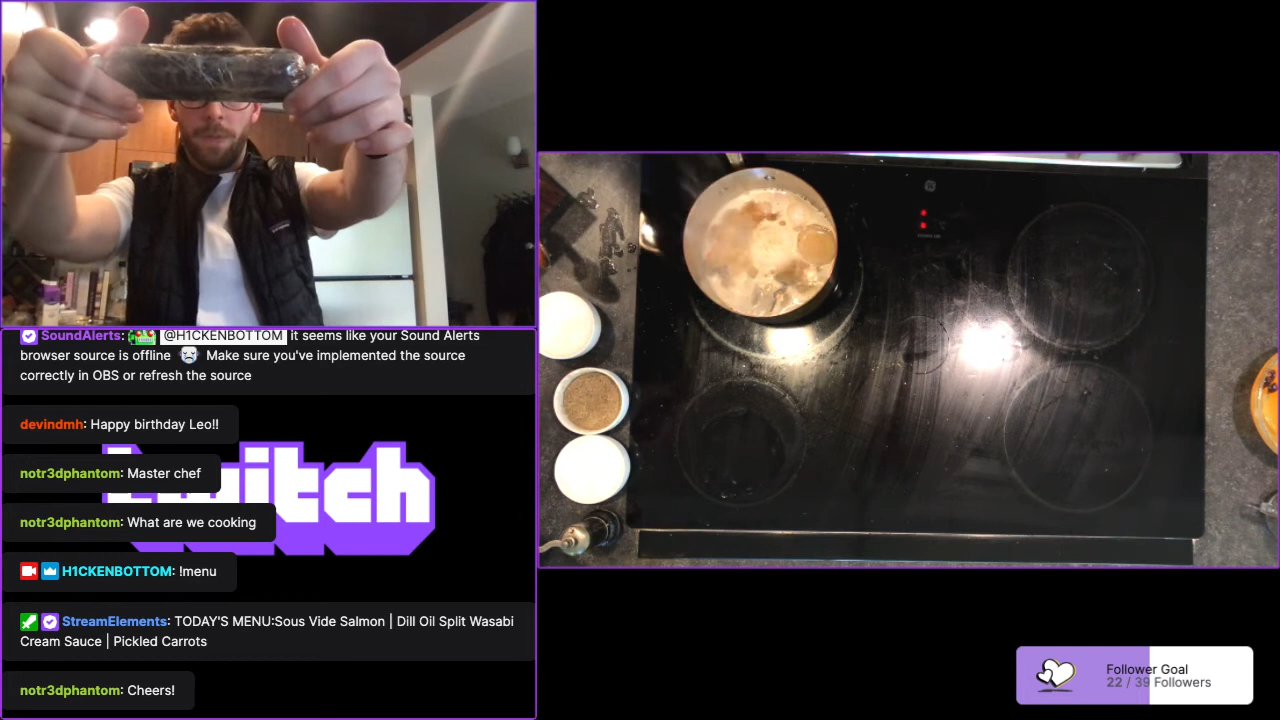 SoundAlerts: @H1CKENBOTTOM it seems like your Sound Alerts
browser source is offline Make sure you've implemented the source
correctly in OBS or refresh the source
devindmh: Happy birthday Leo!!
notr3dphantom: Master chef
notr3dphantom: What are we cooking
twitch
H1CKENBOTTOM: !menu
StreamElements: TODAY'S MENU:Sous Vide Salmon | Dill Oil Split Wasabi
Cream Sauce | Pickled Carrots
notr3dphantom: Cheers!
Follower Goal
22 / 39 Followers